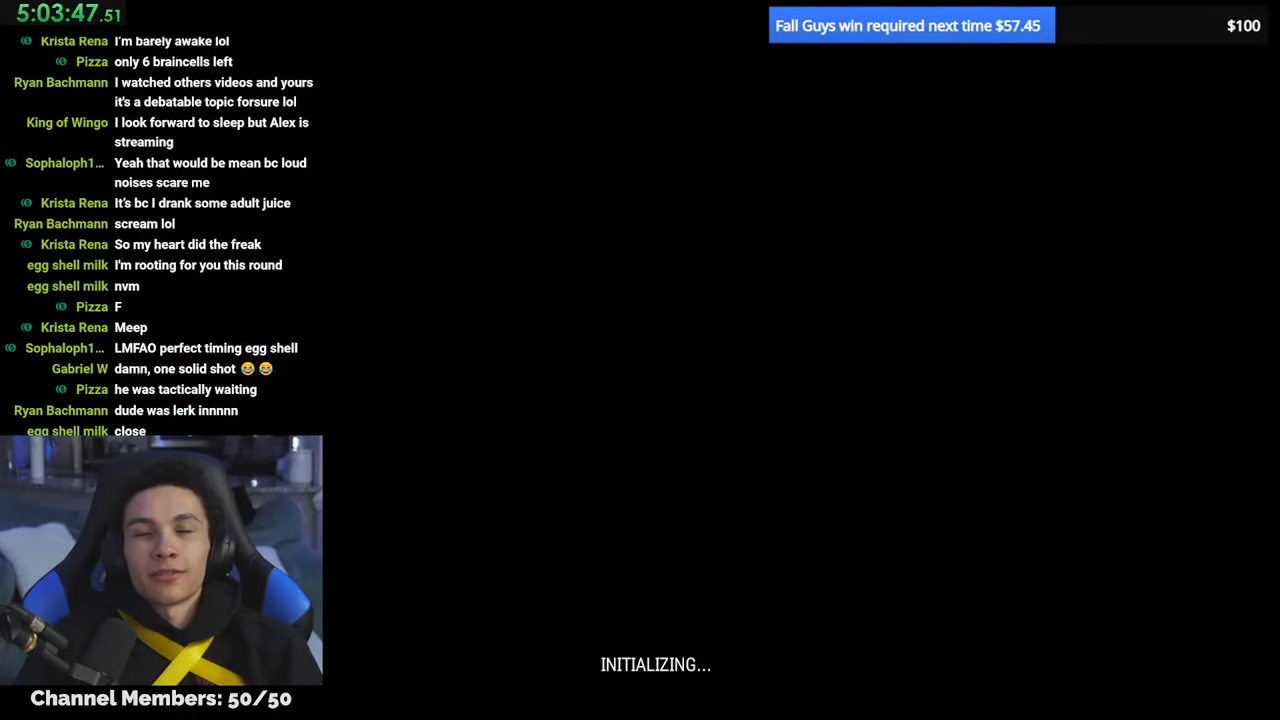 5:03:47.51
Fall Guys win required next time $57.45 $100
Krista Rena I'm barely awake lol
Pizza only 6 braincells left
Ryan Bachmann I watched others videos and yours
it's a debatable topic forsure lol
King of Wingo I look forward to sleep but Alex is
streaming
Sophaloph1... Yeah that would be mean bc loud
noises scare me
Krista Rena It's bc I drank some adult juice
Ryan Bachmann scream lol
Krista Rena So my heart did the freak
egg shell milk I'm rooting for you this round
egg shell milk nvm
Pizza F
Krista Rena Meep
Sophaloph1... LMFAO perfect timing egg shell
Gabriel W damn, one solid shot 😂 😂
Pizza he was tactically waiting
Ryan Bachmann dude was lerk innnnn
egg shell milk close
INITIALIZING...
Channel Members: 50/50